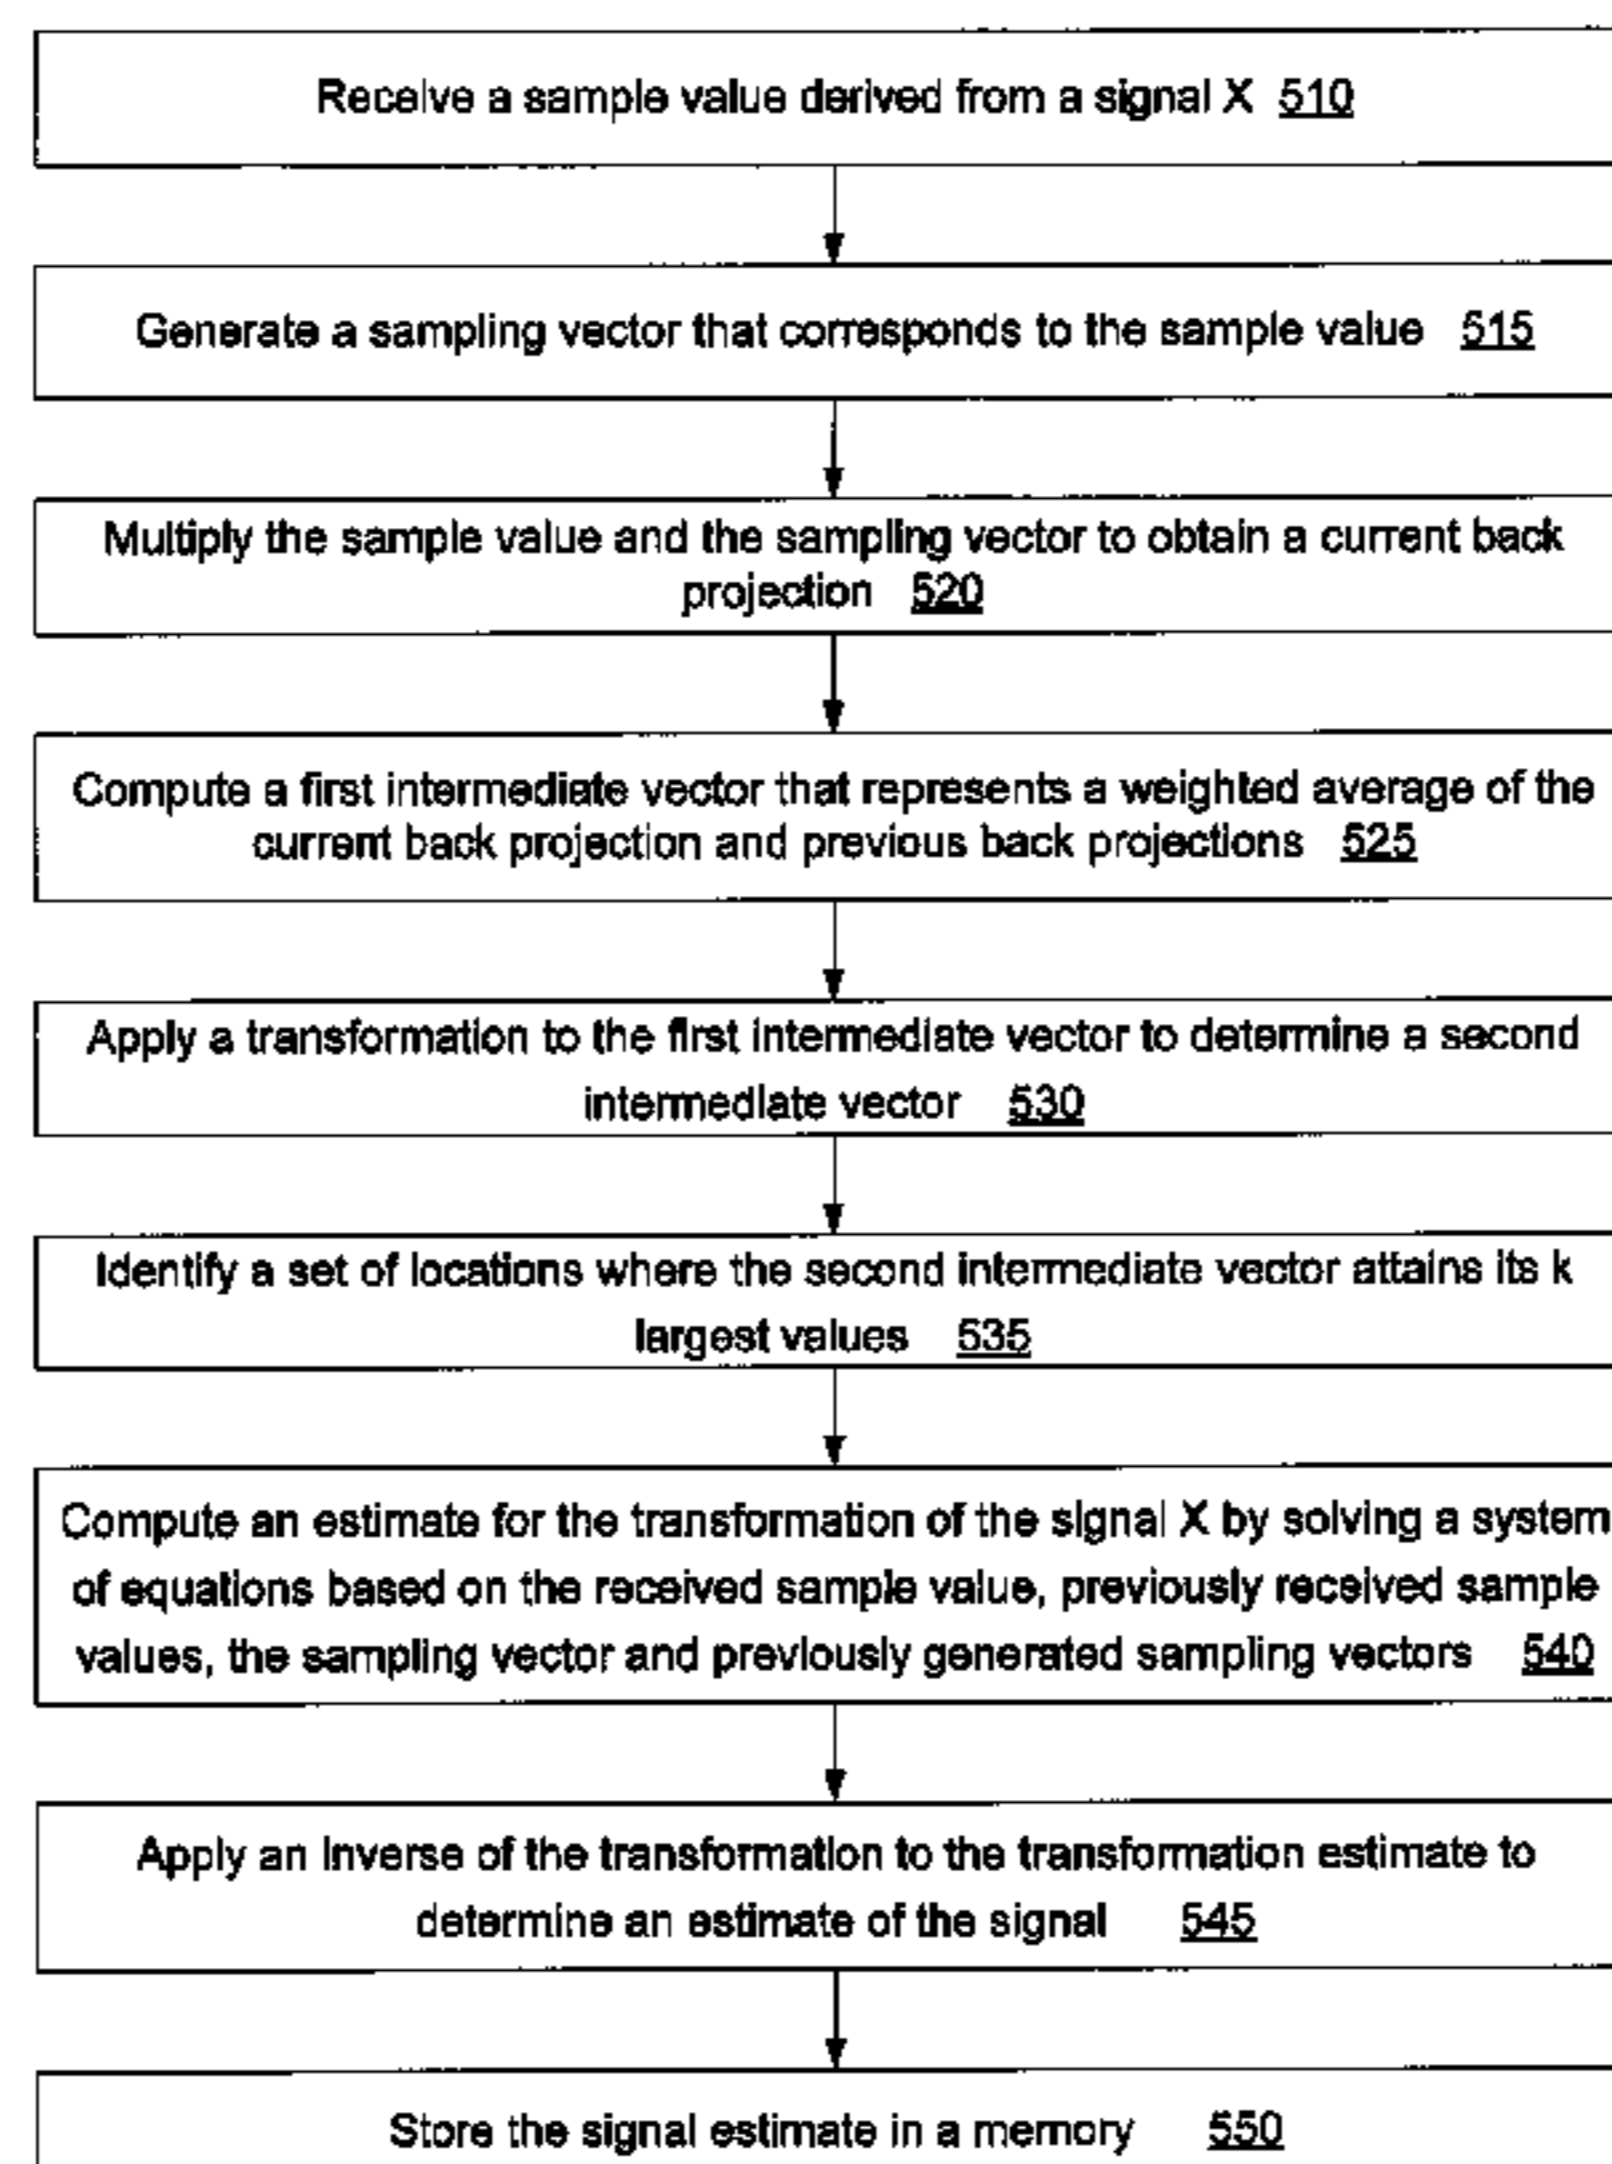 Receive a sample value derived from a signal X 510
Generate a sampling vector that corresponds to the sample value 515
Multiply the sample value and the sampling vector to obtain a current back
projection 520
Compute a first intermediate vector that represents a weighted average of the
current back projection and previous back projections 525
Apply a transformation to the first intermediate vector to determine a second
intermediate vector 530
Identify a set of locations where the second intermediate vector attains its k
largest values 535
Compute an estimate for the transformation of the signal X by solving a system
of equations based on the received sample value, previously received sample
values, the sampling vector and previously generated sampling vectors 540
Apply an inverse of the transformation to the transformation estimate to
determine an estimate of the signal 545
Store the signal estimate in a memory 550